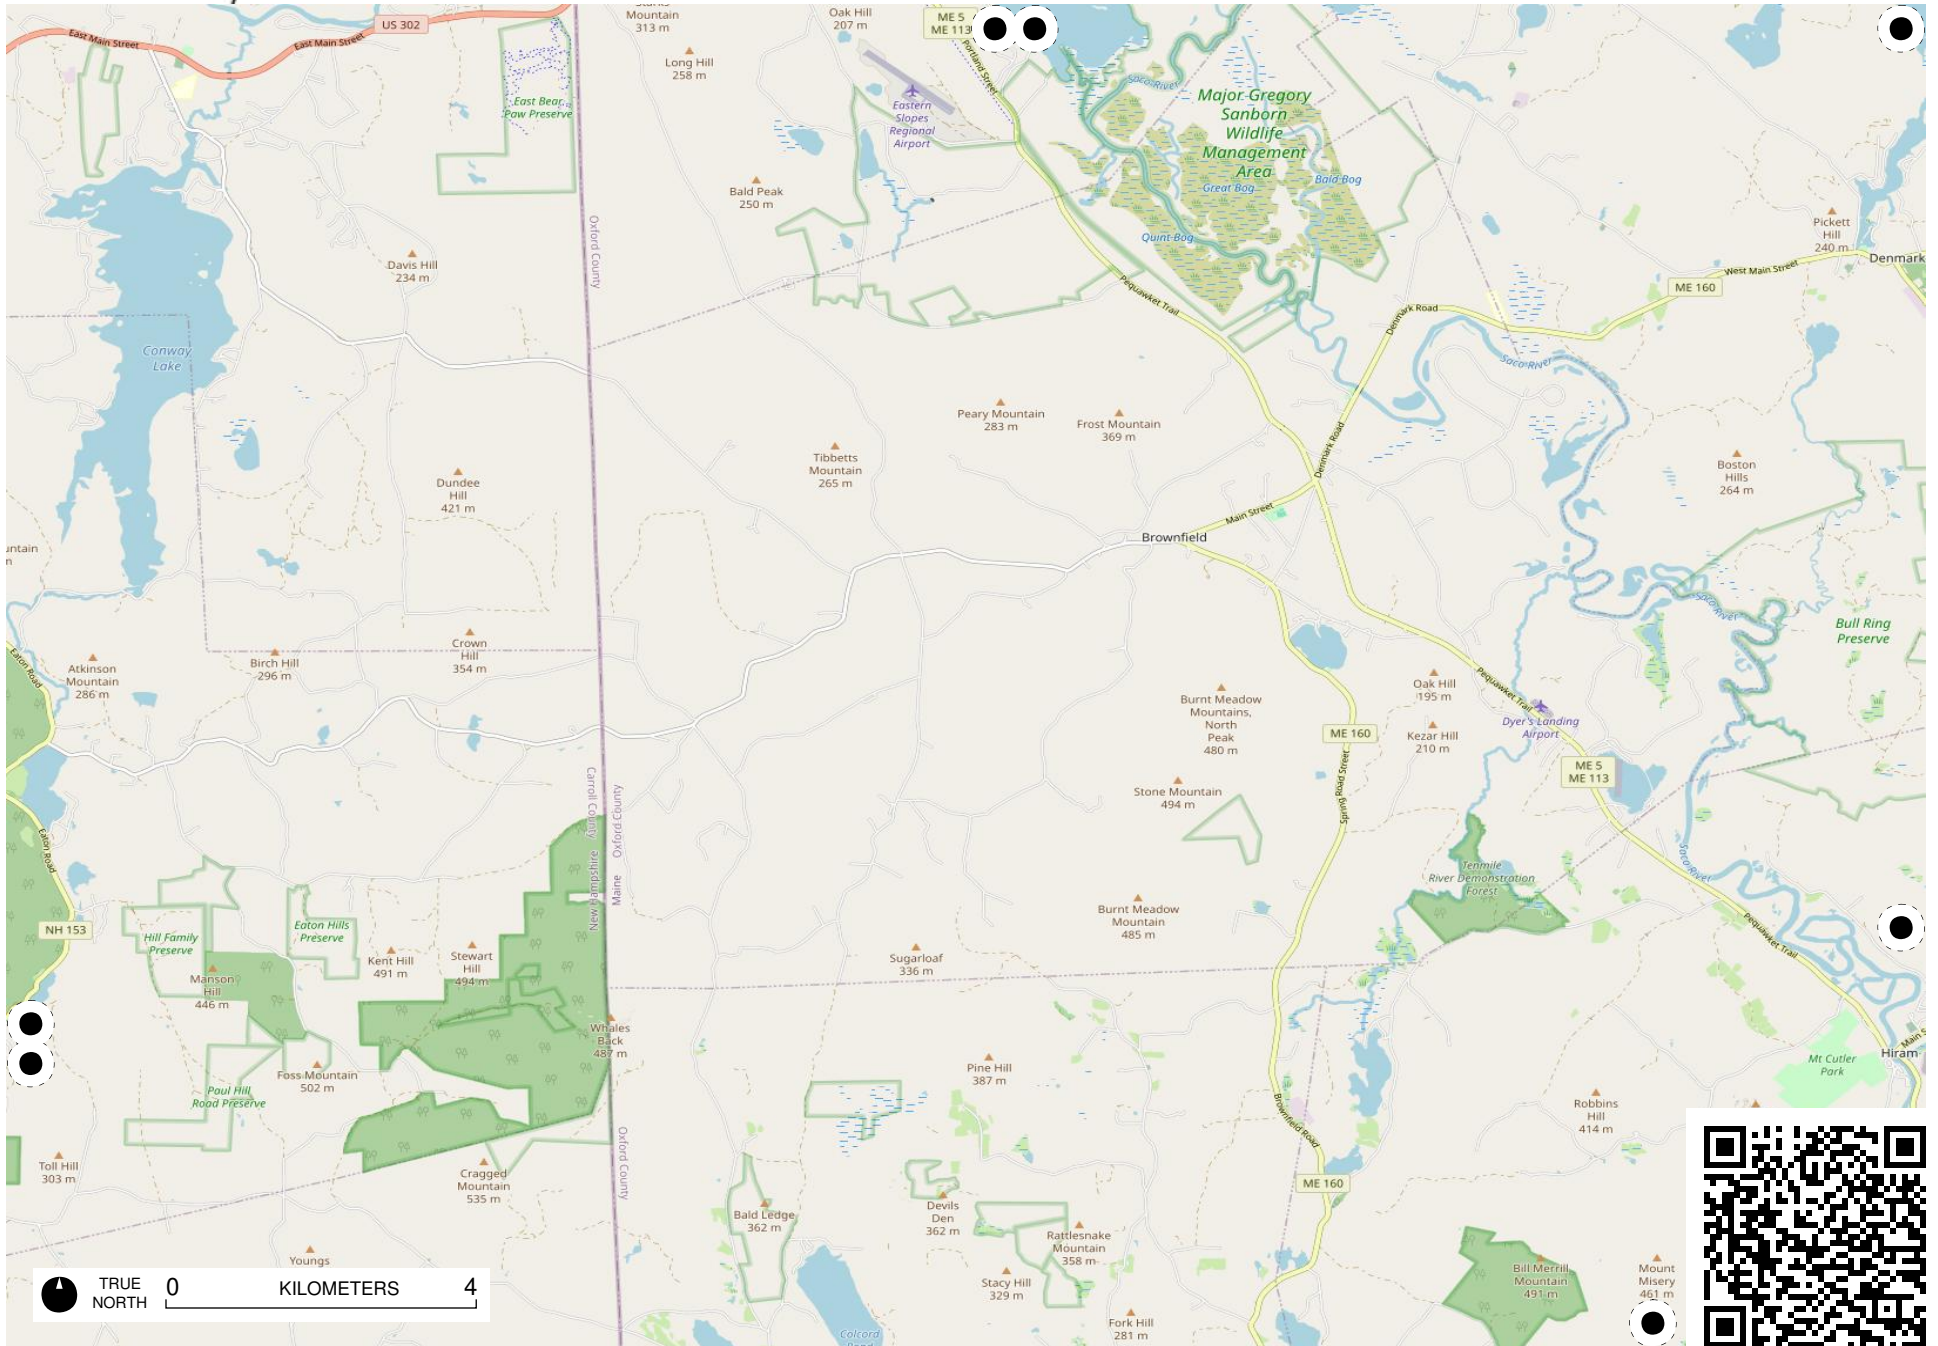 Mountain
313 m
Oak Hill
207 m
ME 5
ME 113
US 302
East Main Street
East Main Street
Long Hill
258 m
Portland Street
East Bear
Paw Preserve
Eastern
Slopes
Regional
Airport
Saco River
Major Gregory
Sanborn
Wildlife
Management
Area
Great Bog
Bald Bog
Quint Bog
Bald Peak
250 m
Pickett
Hill
240 m
Denmark
West Main Street
ME 160
Davis Hill
234 m
Oxford County
Pequawket Trail
Denmark Road
Saco River
Conway
Lake
Peary Mountain
283 m
Frost Mountain
369 m
Denmark Road
Tibbetts
Mountain
265 m
Boston
Hills
264 m
Dundee
Hill
421 m
Main Street
Brownfield
Saco River
Bull Ring
Preserve
Crown
Hill
354 m
Birch Hill
296 m
Atkinson
Mountain
286 m
Eaton Road
Oak Hill
195 m
Pequawket Trail
Burnt Meadow
Mountains,
North
Peak
480 m
Dyer's Landing
Airport
Kezar Hill
210 m
ME 160
ME 5
ME 113
Spring Road Street
Stone Mountain
494 m
Carroll County
Oxford County
New Hampshire
Maine
Eaton Road
Saco River
Tenmile
River Demonstration
Forest
Burnt Meadow
Mountain
485 m
Pequawket Trail
NH 153
Hill Family
Preserve
Eaton Hills
Preserve
Kent Hill
491 m
Stewart
Hill
494 m
Sugarloaf
336 m
Manson
Hill
446 m
Whales
Back
487 m
Main S
Hiram
Mt Cutler
Park
Foss Mountain
502 m
Pine Hill
387 m
Paul Hill
Road Preserve
Brownfield Road
Robbins
Hill
414 m
Oxford County
Toll Hill
303 m
Cragged
Mountain
535 m
ME 160
Bald Ledge
362 m
Devils
Den
362 m
Rattlesnake
Mountain
358 m
Youngs
Stacy Hill
329 m
Bill Merrill
Mountain
491 m
Mount
Misery
461 m
Fork Hill
281 m
Colcord
TRUE
NORTH
0 KILOMETERS 4